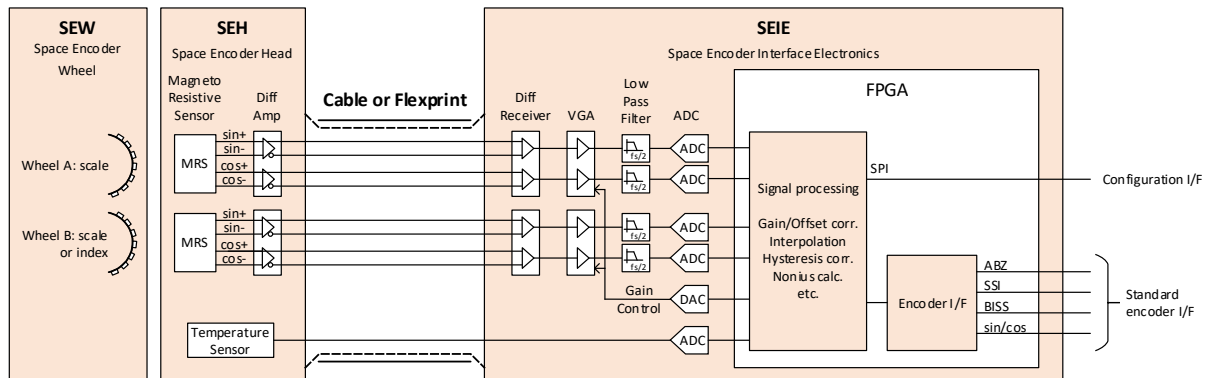 SEW
Space Encoder
Wheel
Wheel A: scale
Wheel B: scale
or index
SEH
Space Encoder Head
Magneto
Resistive
Sensor
Diff
Amp
MRS
sin+
sin-
cos+
cos-
MRS
sin+
sin-
cos+
cos-
Temperature
Sensor
Cable or Flexprint
SEIE
Space Encoder Interface Electronics
Diff
Receiver
VGA
Low
Pass
Filter
ADC
fs/2
ADC
fs/2
ADC
fs/2
ADC
fs/2
ADC
Gain
Control
DAC
ADC
FPGA
Signal processing
Gain/Offset corr.
Interpolation
Hysteresis corr.
Nonius calc.
etc.
SPI
Encoder I/F
ABZ
SSI
BISS
sin/cos
Configuration I/F
Standard
encoder I/F